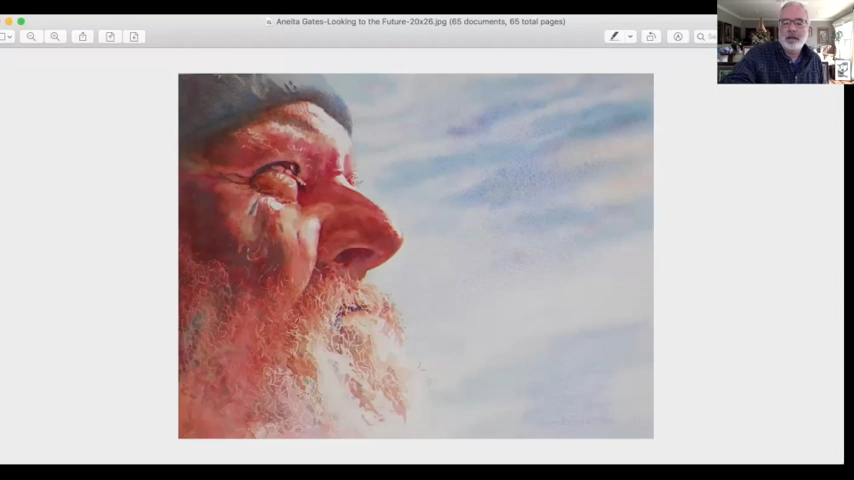 Aneita Gates-Looking to the Future-20x26.jpg (65 documents, 65 total pages)